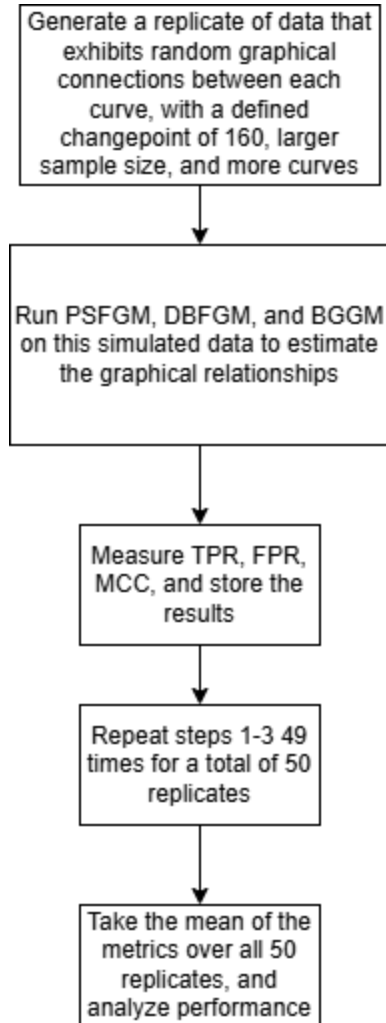 Generate a replicate of data that
exhibits random graphical
connections between each
curve, with a defined
changepoint of 160, larger
sample size, and more curves
Run PSFGM, DBFGM, and BGGM
on this simulated data to estimate
the graphical relationships
Measure TPR, FPR,
MCC, and store the
results
Repeat steps 1-3 49
times for a total of 50
replicates
Take the mean of the
metrics over all 50
replicates, and
analyze performance